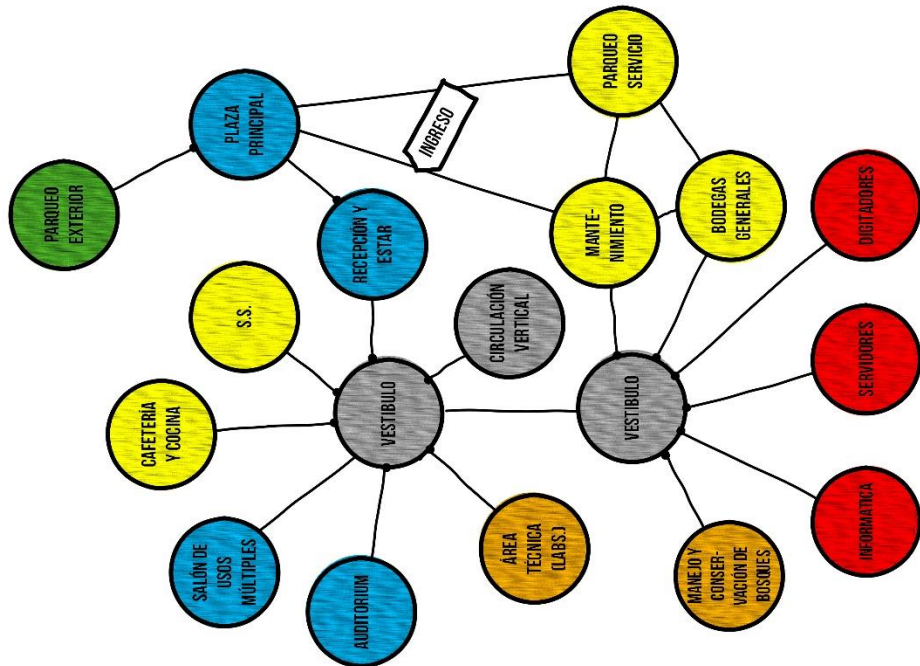 PARQUEO
EXTERIOR
PLAZA
PRINCIPAL
INGRESO
PARQUEO
SERVICIO
RECEPCIÓN Y
ESTAR
MANTE-
NIMIENTO
BODEGAS
GENERALES
S.S.
CIRCULACIÓN
VERTICAL
CAFETERÍA
Y COCINA
VESTIBULO
VESTIBULO
DIGITADORES
SERVIDORES
INFORMATICA
SALÓN DE
USOS
MÚLTIPLES
AUDITORIUM
ÁREA
TÉCNICA
(LABS.)
MANEJO Y
CONSER-
VACIÓN DE
BOSQUES